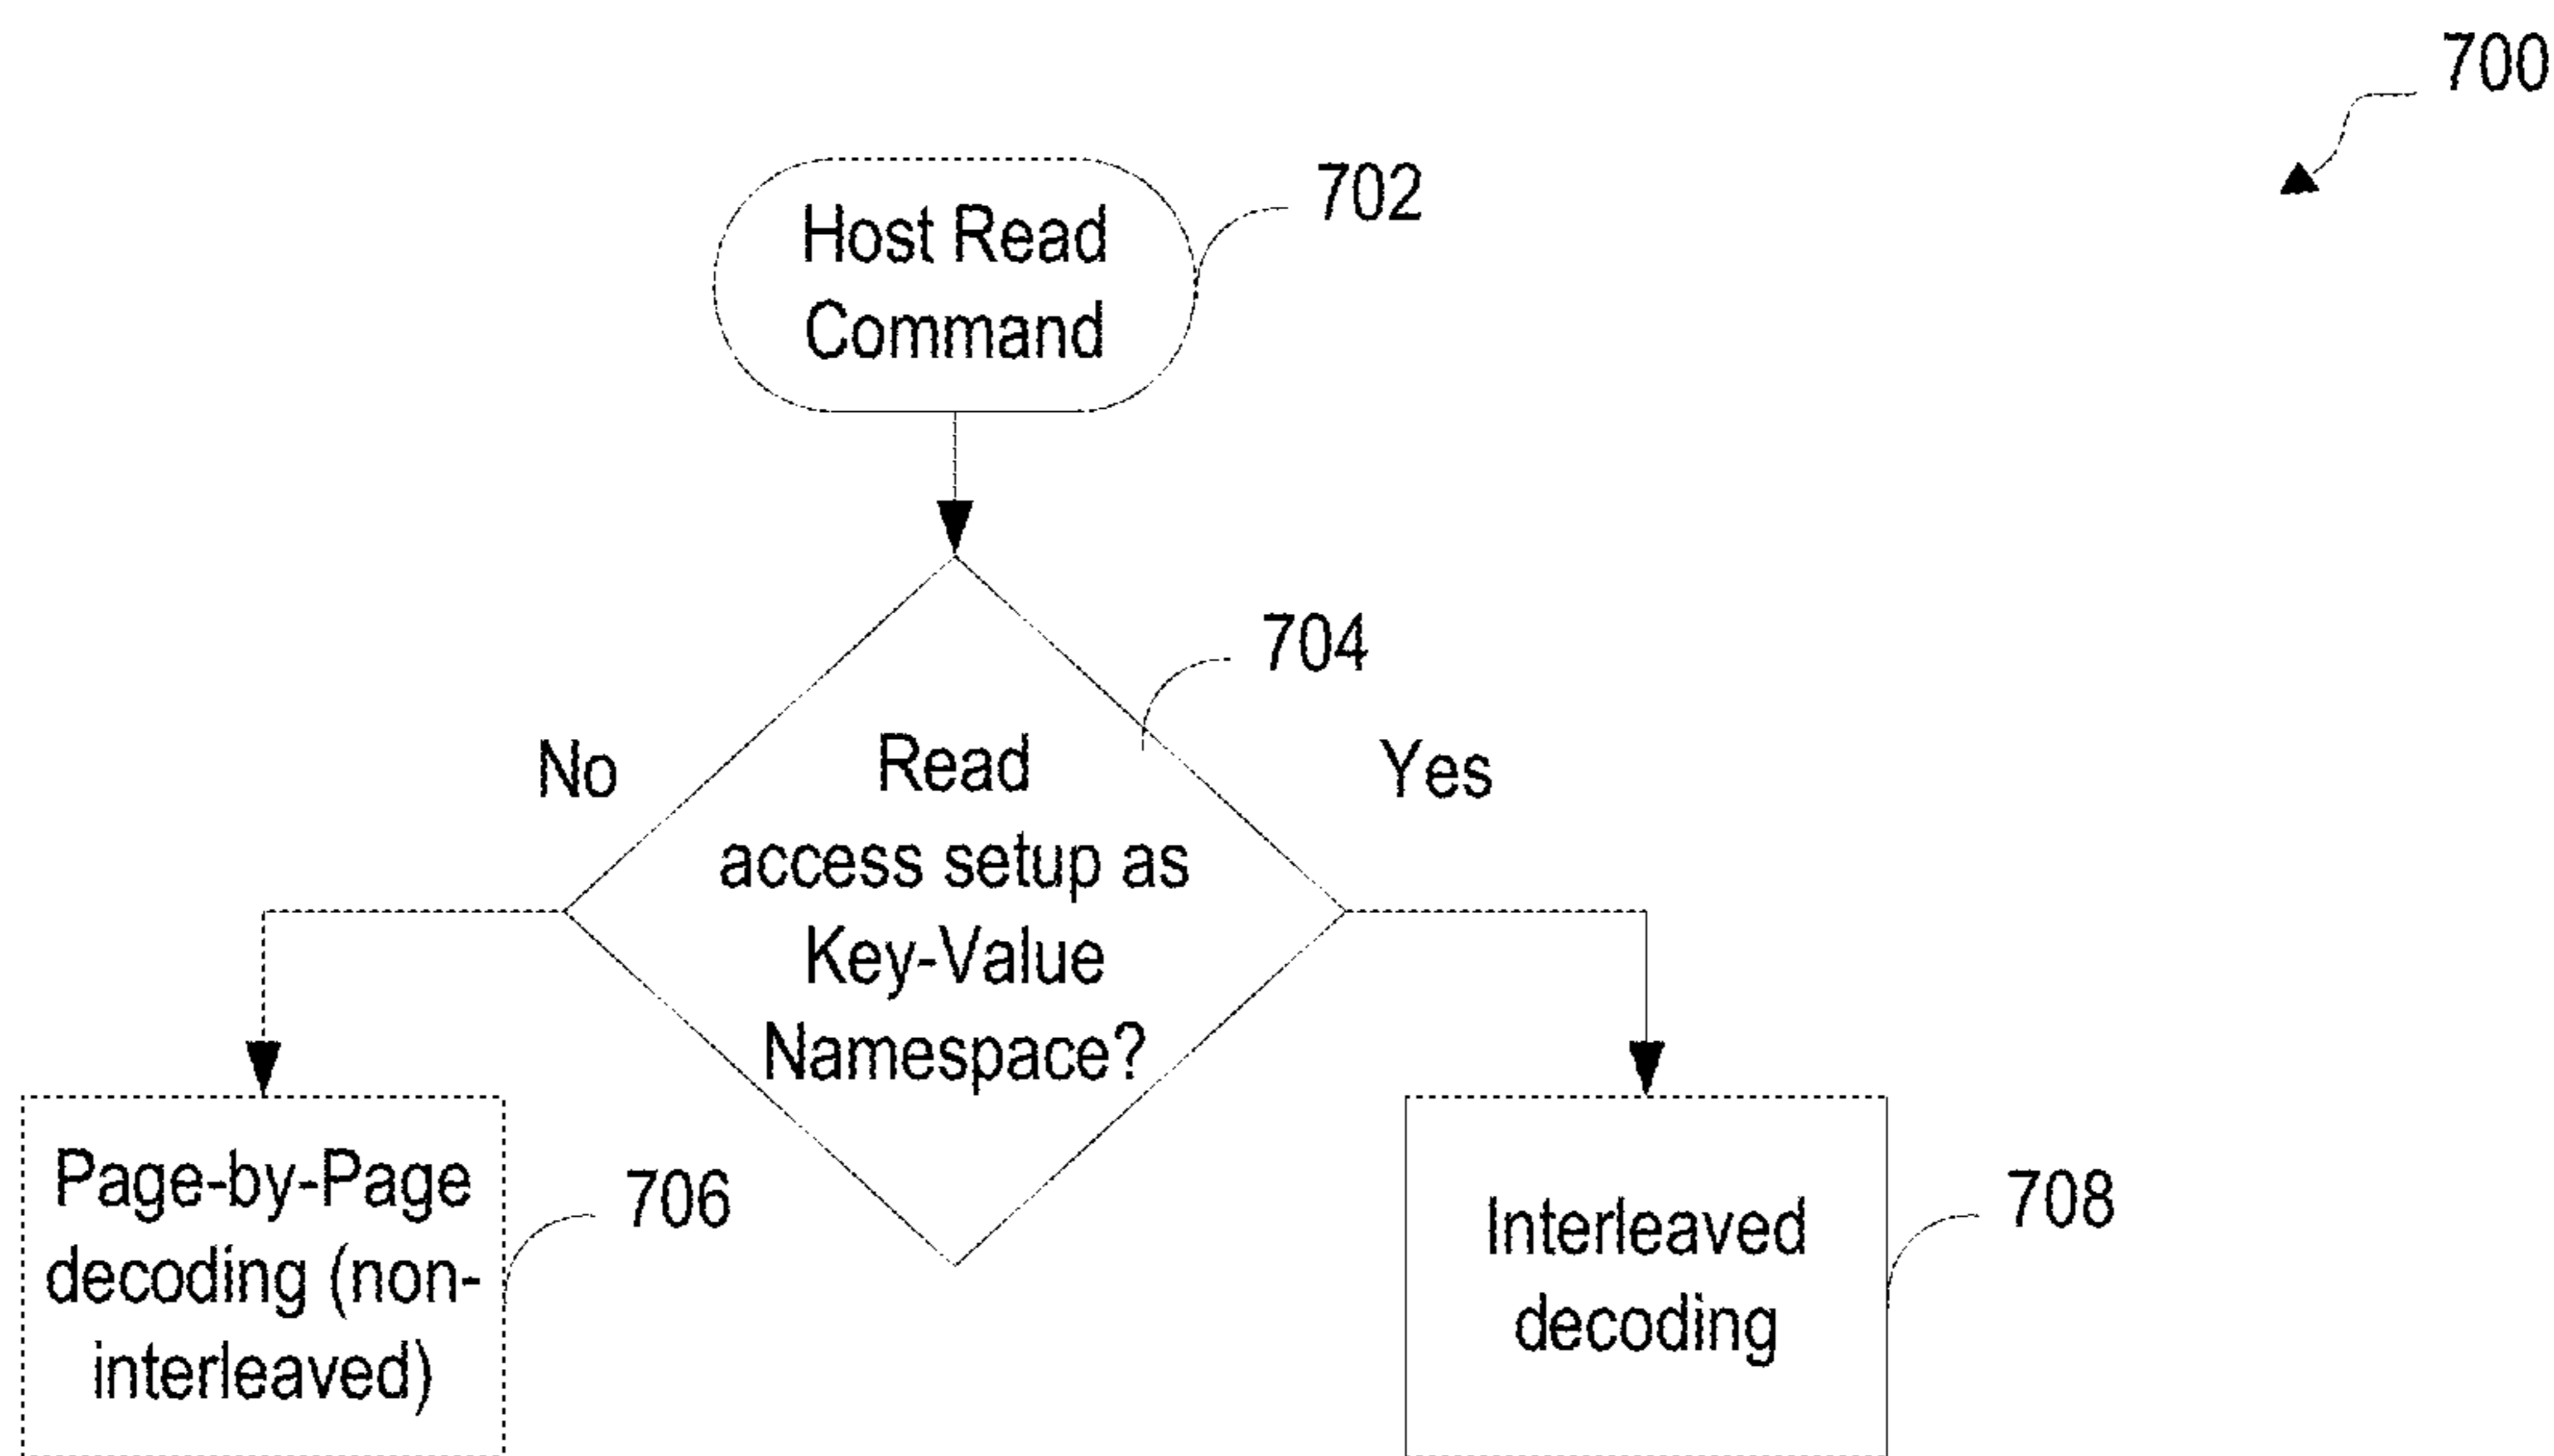 700
Host Read
Command
702
704
No
Yes
Read
access setup as
Key-Value
Namespace?
Page-by-Page
decoding (non-
interleaved)
706
Interleaved
decoding
708